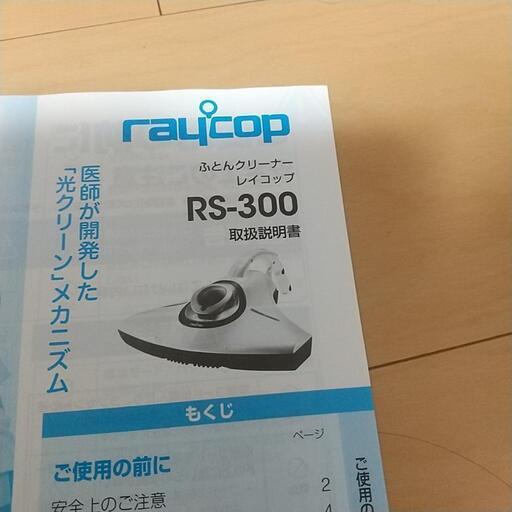 raycop
ふとんクリーナー
レイコップ
RS-300
取扱説明書
医師が開発した
「光クリーン」メカニズム
もくじ
ページ
ご使用の前に
安全上のご注意
2
4
ご使用の